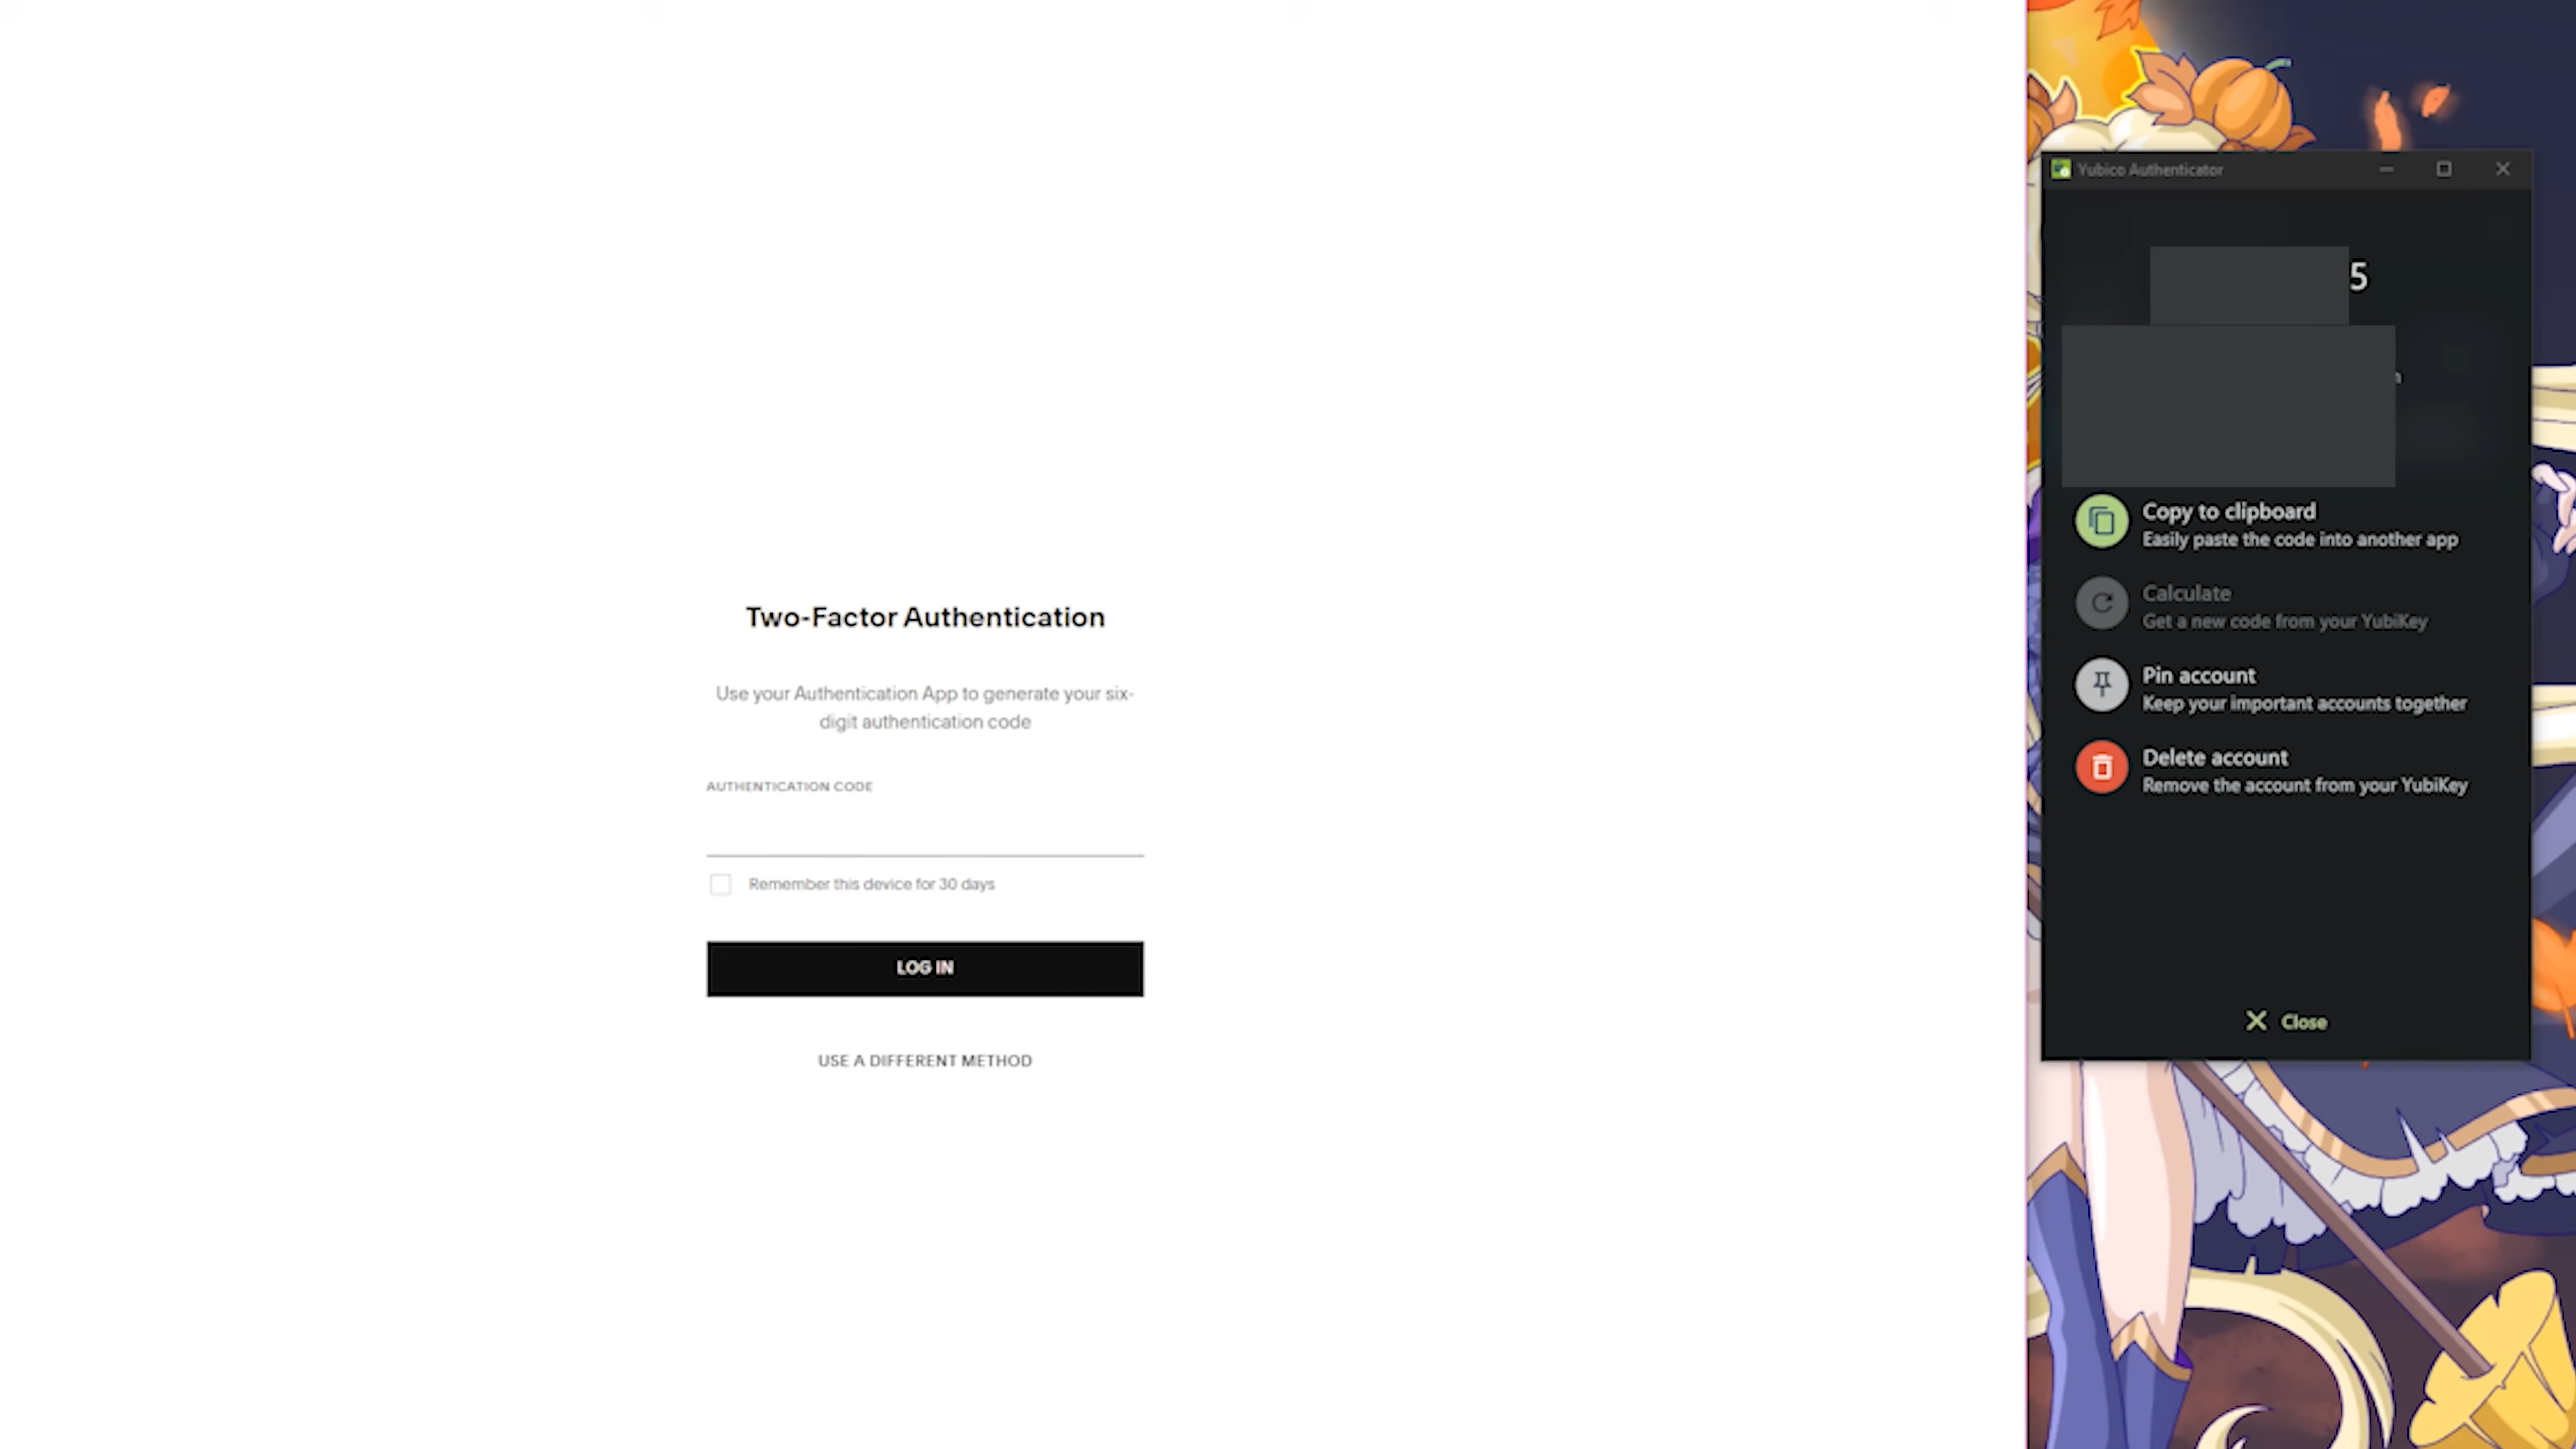 Two-Factor Authentication
Use your Authentication App to generate your six-
digit authentication code
AUTHENTICATION CODE
Remember this device for 30 days
LOG IN
USE A DIFFERENT METHOD
Yubico Authenticator
5
Copy to clipboard
Easily paste the code into another app
Calculate
Get a new code from your YubiKey
Pin account
Keep your important accounts together
Delete account
Remove the account from your YubiKey
Close